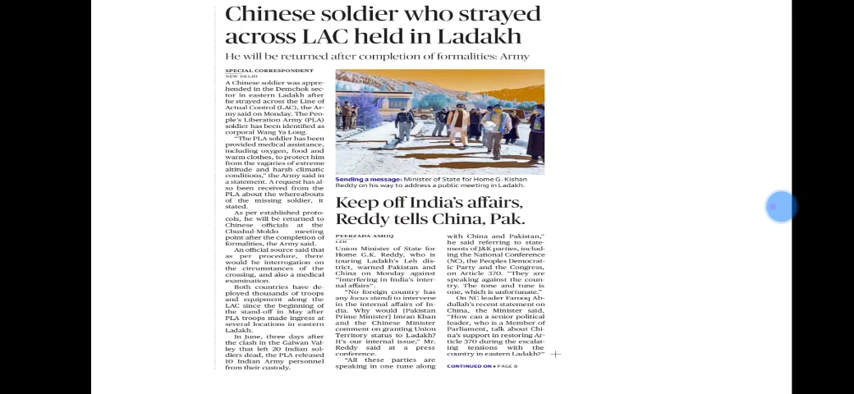 Chinese soldier who strayed
across LAC held in Ladakh
He will be returned after completion of formalities: Army
SPECIAL CORRESPONDENT
NEW DELHI
A Chinese soldier was appre-
hended in the Demchok sec-
tor in eastern Ladakh after
he strayed across the Line of
Actual Control (LAC), the Ar-
my said on Monday. The Peo-
ple's Liberation Army (PLA)
soldier has been identified as
corporal Wang Ya Long.
"The PLA soldier has been
provided medical assistance,
including oxygen, food and
warm clothes, to protect him
from the vagaries of extreme
altitude and harsh climatic
conditions," the Army said in
a statement. A request has al-
so been received from the
PLA about the whereabouts
of the missing soldier, it
stated.
As per established proto-
cols, he will be returned to
Chinese officials at the
Chushul-Moldo meeting
point after the completion of
formalities, the Army said.
An official source said that
as per procedure, there
would be interrogation on
the circumstances of the
crossing, and also a medical
examination.
Both countries have de-
ployed thousands of troops
and equipment along the
LAC since the beginning of
the stand-off in May after
PLA troops made ingress at
several locations in eastern
Ladakh.
In June, three days after
the clash in the Galwan Val-
ley that left 20 Indian sol-
diers dead, the PLA released
10 Indian Army personnel
from their custody.
Sending a message: Minister of State for Home G. Kishan
Reddy on his way to address a public meeting in Ladakh.
Keep off India's affairs,
Reddy tells China, Pak.
PEERZADA ASHIQ
LEH
Union Minister of State for
Home G.K. Reddy, who is
touring Ladakh's Leh dis-
trict, warned Pakistan and
China on Monday against
"interfering in India's inter-
nal affairs".
"No foreign country has
any locus standi to intervene
in the internal affairs of In-
dia. Why would [Pakistan
Prime Minister] Imran Khan
and the Chinese Minister
comment on granting Union
Territory status to Ladakh?
It's our internal issue," Mr.
Reddy said at a press
conference.
"All these parties are
speaking in one tune along
with China and Pakistan,"
he said referring to state-
ments of J&K parties, includ-
ing the National Conference
(NC), the Peoples Democrat-
ic Party and the Congress,
on Article 370. "They are
speaking against the coun-
try. The tone and tune is
one, which is unfortunate."
On NC leader Farooq Ab-
dullah's recent statement on
China, the Minister said,
"How can a senior political
leader, who is a Member of
Parliament, talk about Chi-
na's support in restoring Ar-
ticle 370 during the escalat-
ing tensions with the
country in eastern Ladakh?"
CONTINUED ON ▸ PAGE 8